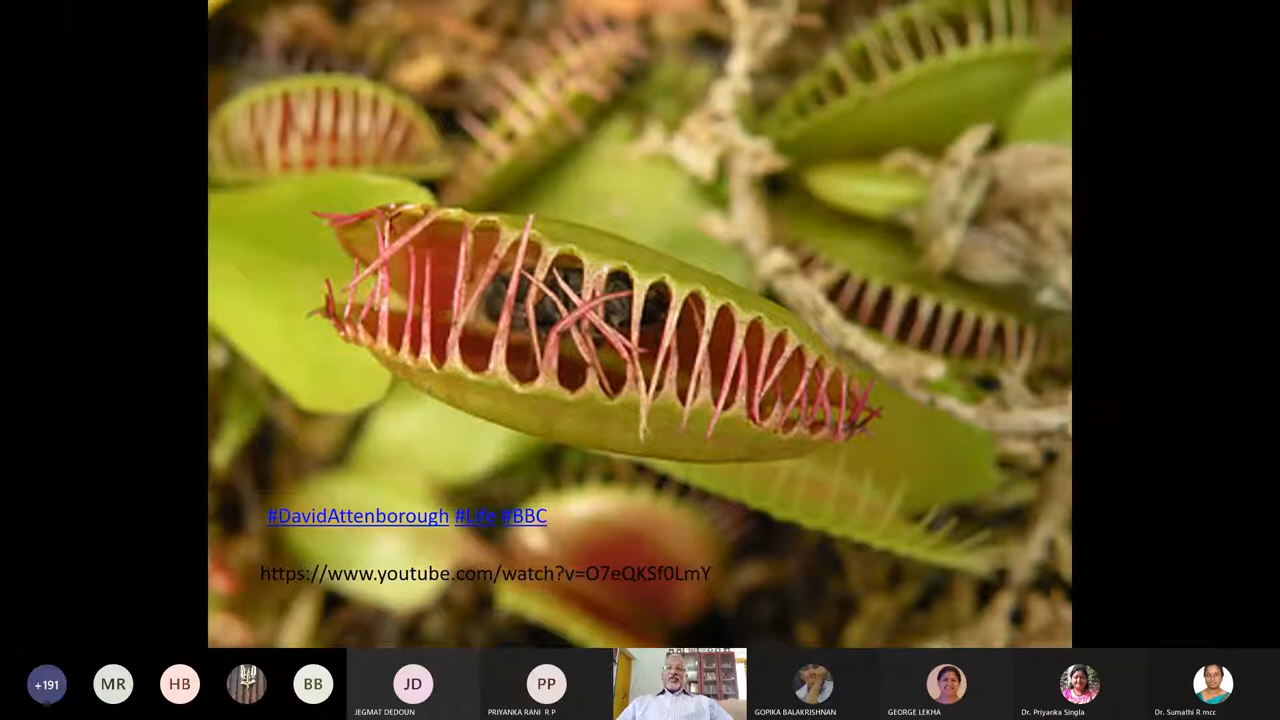 #DavidAttenborough #Life #BBC
https://www.youtube.com/watch?v=O7eQKSf0LmY
+191
MR
HB
BB
JD
PP
JEGMAT DEDOUN
PRIYANKA RANI R P
GOPIKA BALAKRISHNAN
GEORGE LEKHA
Dr. Priyanka Singla
Dr. Sumathi R mcc